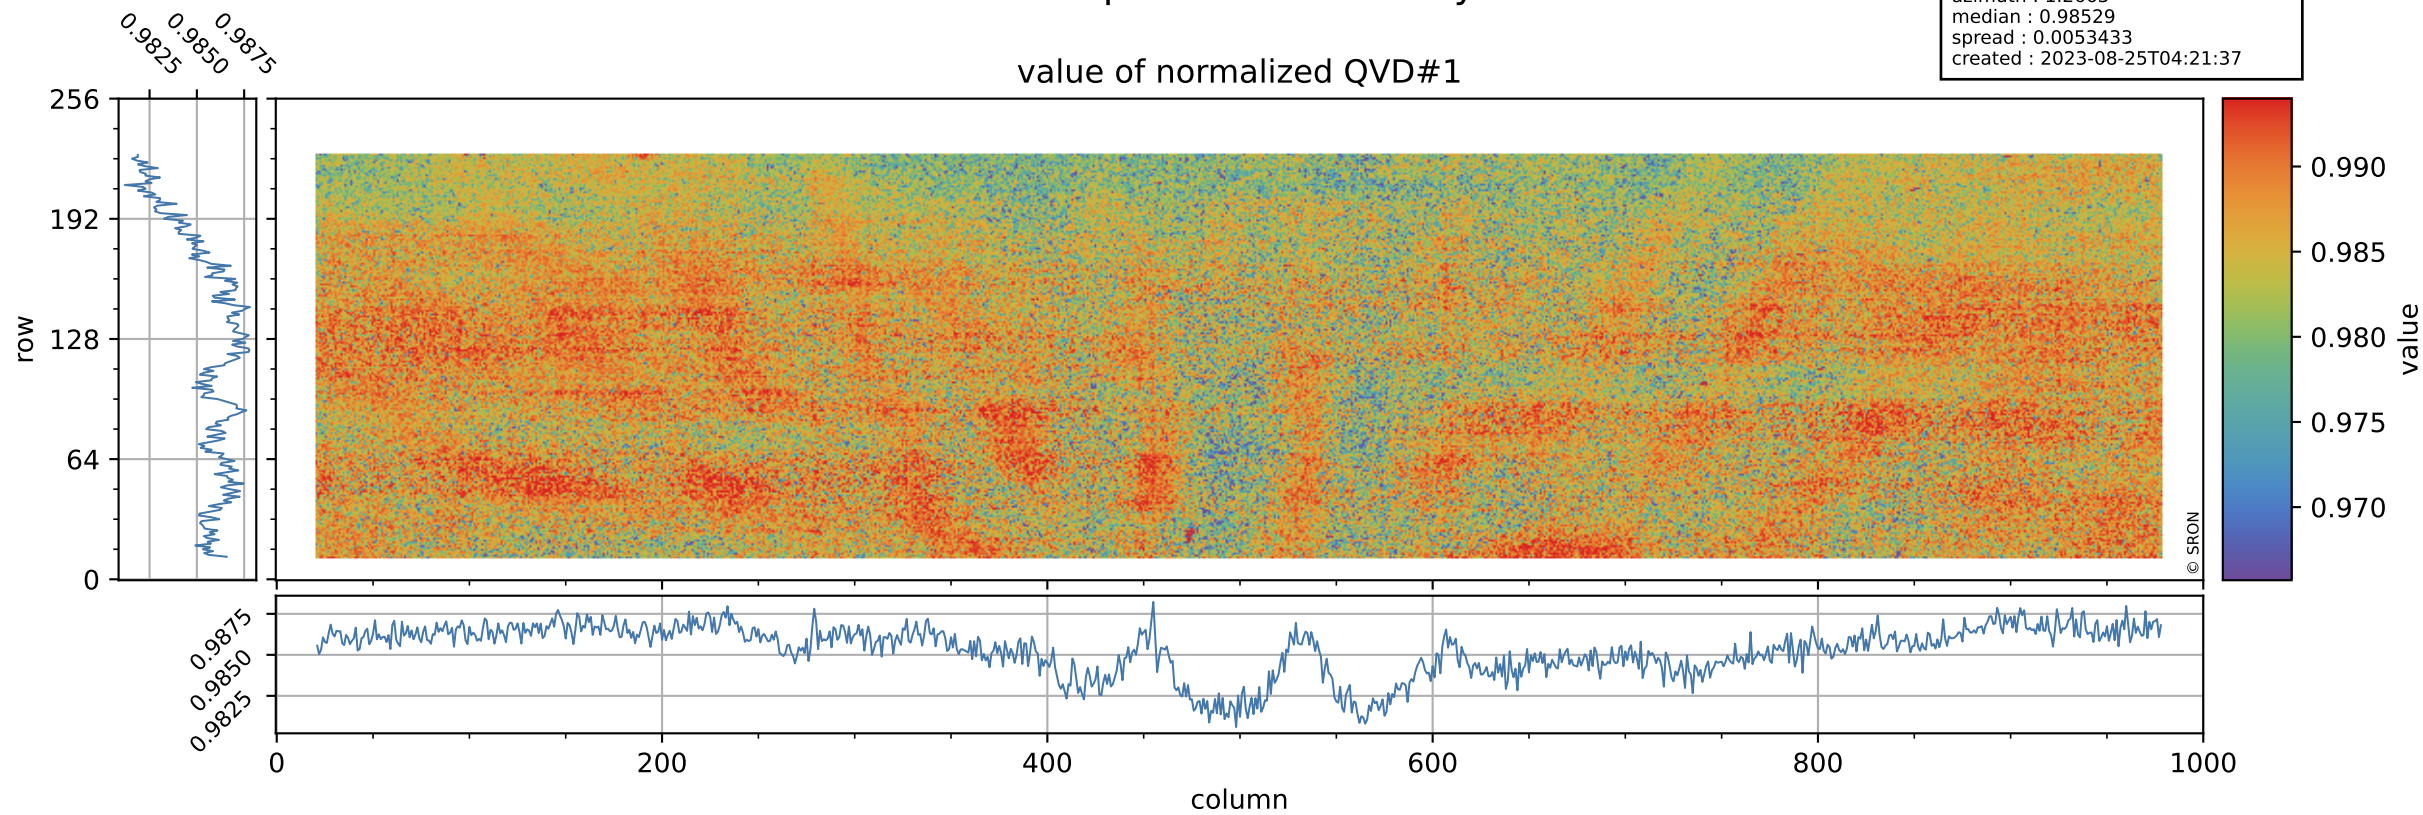 median : 0.98529
spread : 0.0053433
created : 2023-08-25T04:21:37
value of normalized QVD#1
0.9825
0.9850
0.9875
256
192
128
64
0
row
0.990
0.985
0.980
0.975
0.970
value
© SRON
0.9875
0.9850
0.9825
0
200
400
600
800
1000
column